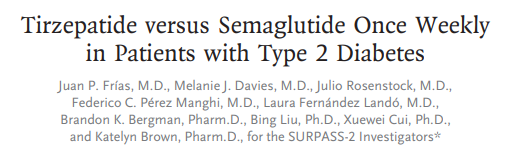 Tirzepatide versus Semaglutide Once Weekly
in Patients with Type 2 Diabetes
Juan P. Frías, M.D., Melanie J. Davies, M.D., Julio Rosenstock, M.D.,
Federico C. Pérez Manghi, M.D., Laura Fernández Landó, M.D.,
Brandon K. Bergman, Pharm.D., Bing Liu, Ph.D., Xuewei Cui, Ph.D.,
and Katelyn Brown, Pharm.D., for the SURPASS-2 Investigators*